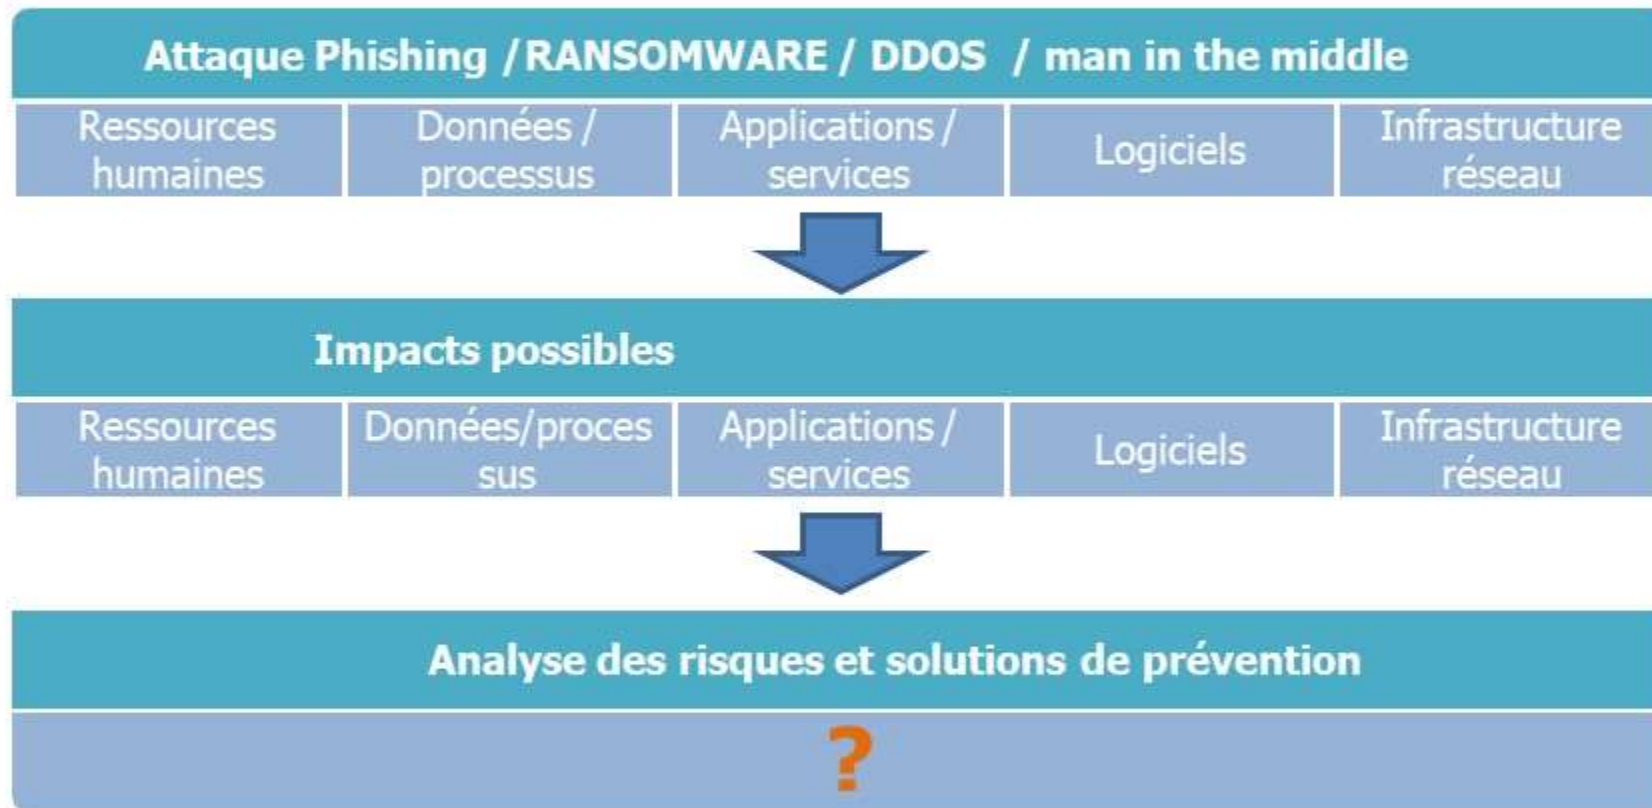 Attaque Phishing /RANSOMWARE / DDOS / man in the middle
Ressources
humaines
Données /
processus
Applications /
services
Logiciels
Infrastructure
réseau
Impacts possibles
Ressources
humaines
Données/proces
sus
Applications /
services
Logiciels
Infrastructure
réseau
Analyse des risques et solutions de prévention
?